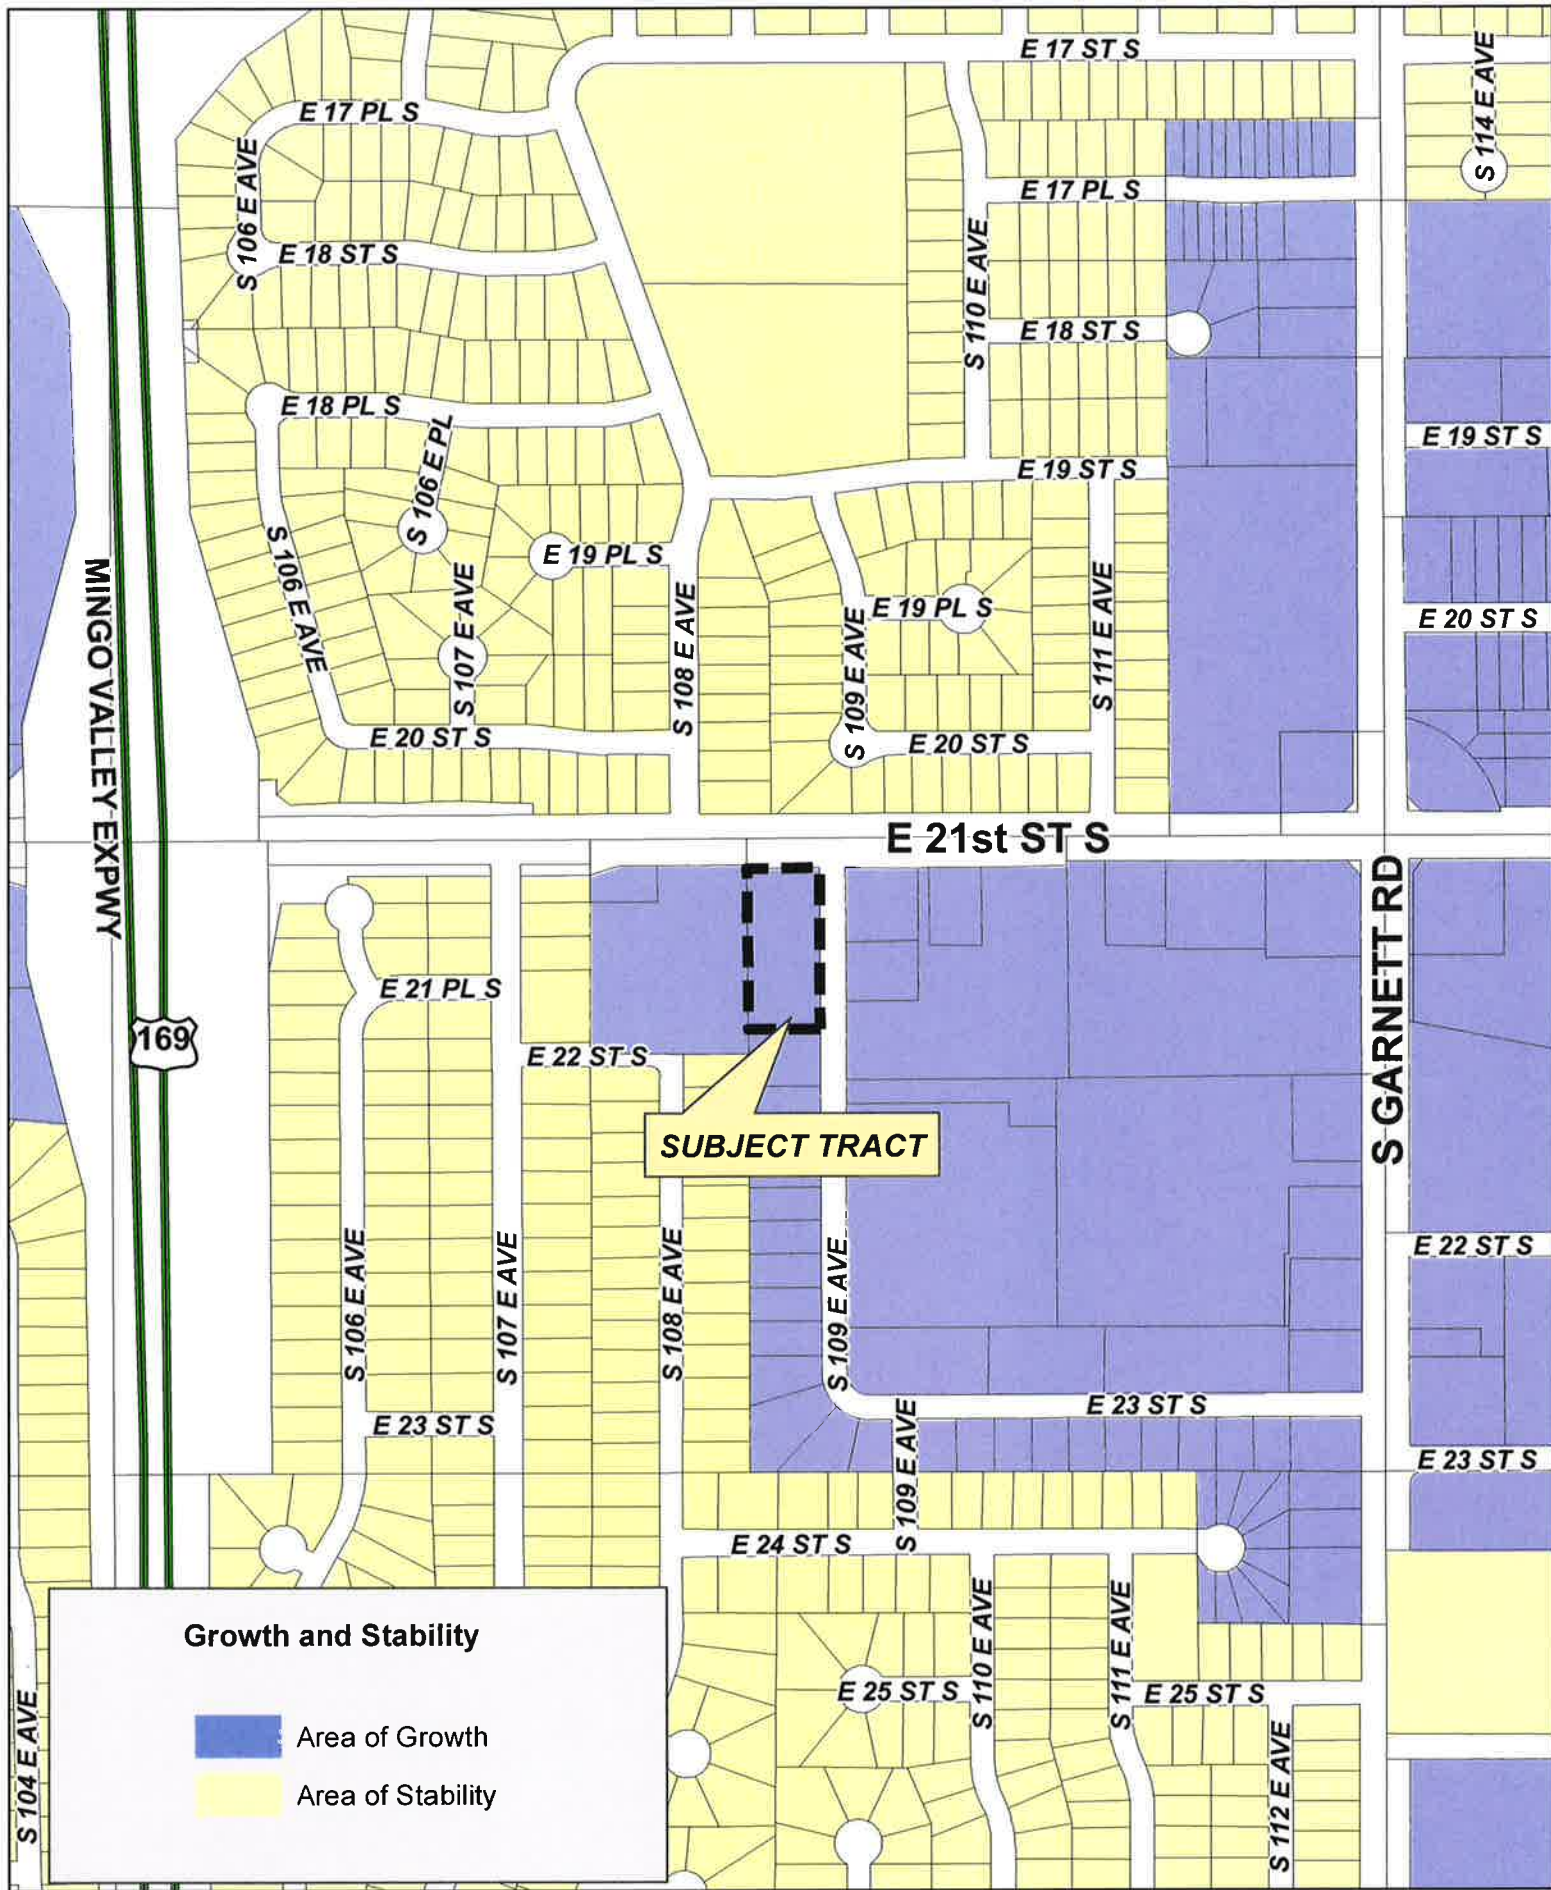 E 17 ST S
S 114 E AVE
E 17 PL S
S 106 E AVE
E 17 PL S
E 18 ST S
S 110 E AVE
E 18 ST S
E 18 PL S
S 106 E PL
E 19 ST S
E 19 ST S
S 106 E AVE
E 19 PL S
S 107 E AVE
S 108 E AVE
E 19 PL S
S 109 E AVE
S 111 E AVE
E 20 ST S
E 20 ST S
E 20 ST S
MINGO VALLEY EXPWY
E 21st ST S
S GARNETT RD
E 21 PL S
169
E 22 ST S
SUBJECT TRACT
S 106 E AVE
S 107 E AVE
S 108 E AVE
S 109 E AVE
E 22 ST S
E 23 ST S
E 23 ST S
S 109 E AVE
E 23 ST S
E 24 ST S
S 110 E AVE
S 111 E AVE
E 25 ST S
E 25 ST S
S 112 E AVE
S 104 E AVE
Growth and Stability
Area of Growth
Area of Stability